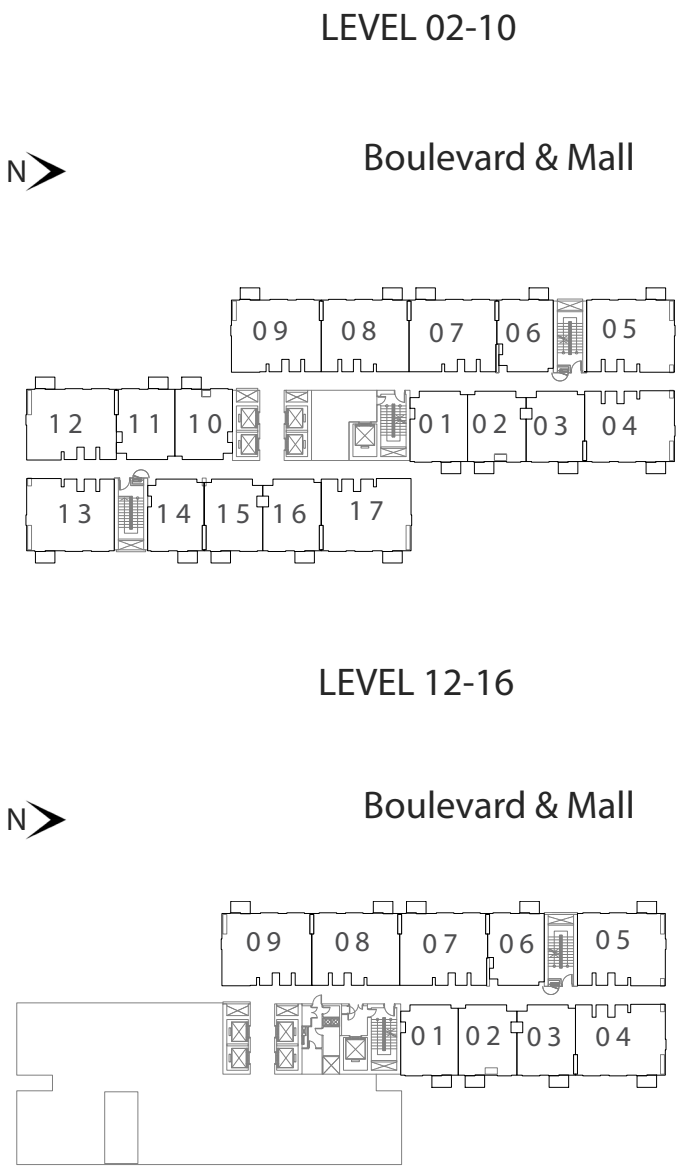 LEVEL 02-10
N
Boulevard & Mall
09 08 07 06 05
12 11 10 01 02 03 04
13 14 15 16 17
LEVEL 12-16
N
Boulevard & Mall
09 08 07 06 05
01 02 03 04